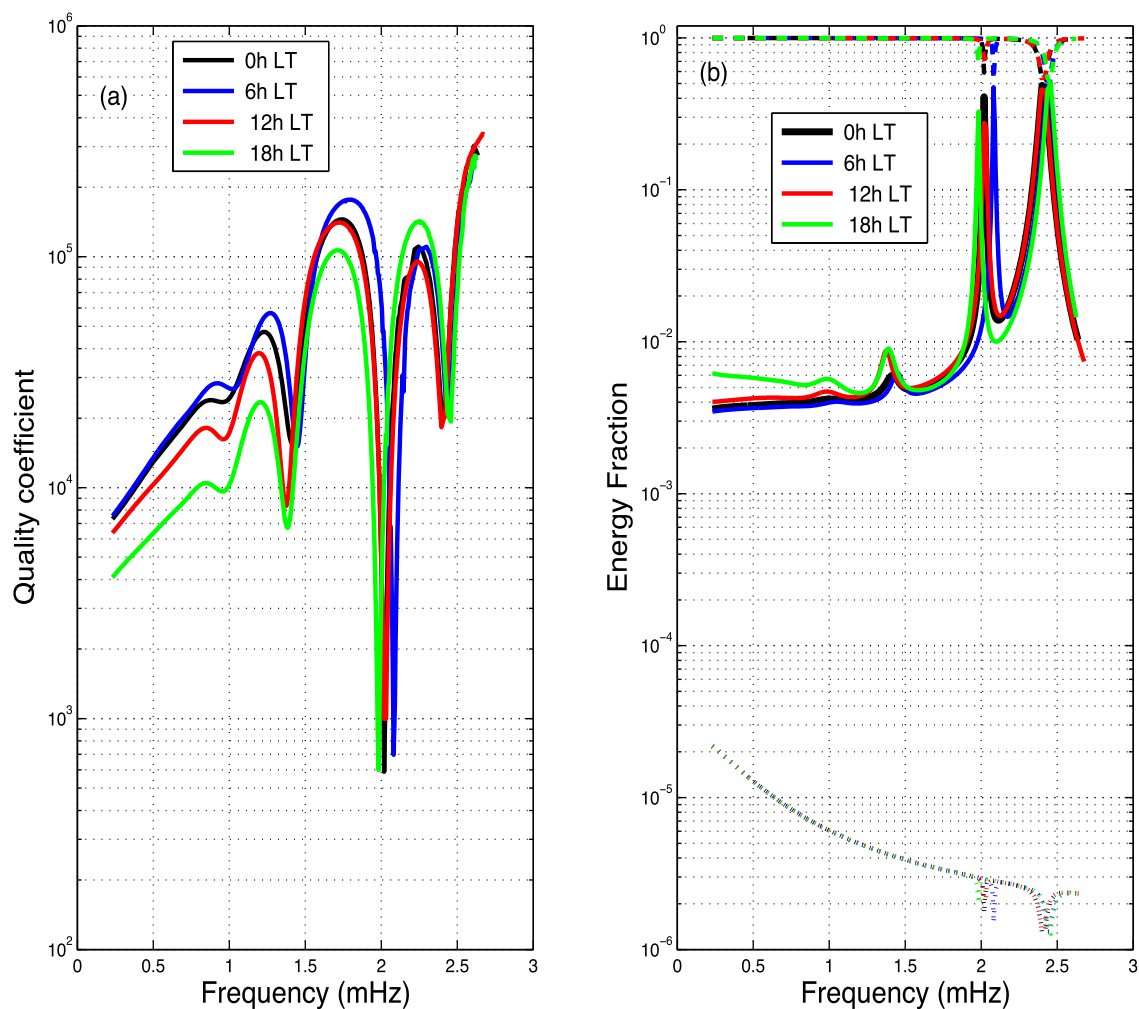 (a)
0h LT
6h LT
12h LT
18h LT
Quality coefficient
10^6
10^5
10^4
10^3
10^2
0 0.5 1 1.5 2 2.5 3
Frequency (mHz)
(b)
0h LT
6h LT
12h LT
18h LT
Energy Fraction
10^0
10^-1
10^-2
10^-3
10^-4
10^-5
10^-6
0 0.5 1 1.5 2 2.5 3
Frequency (mHz)